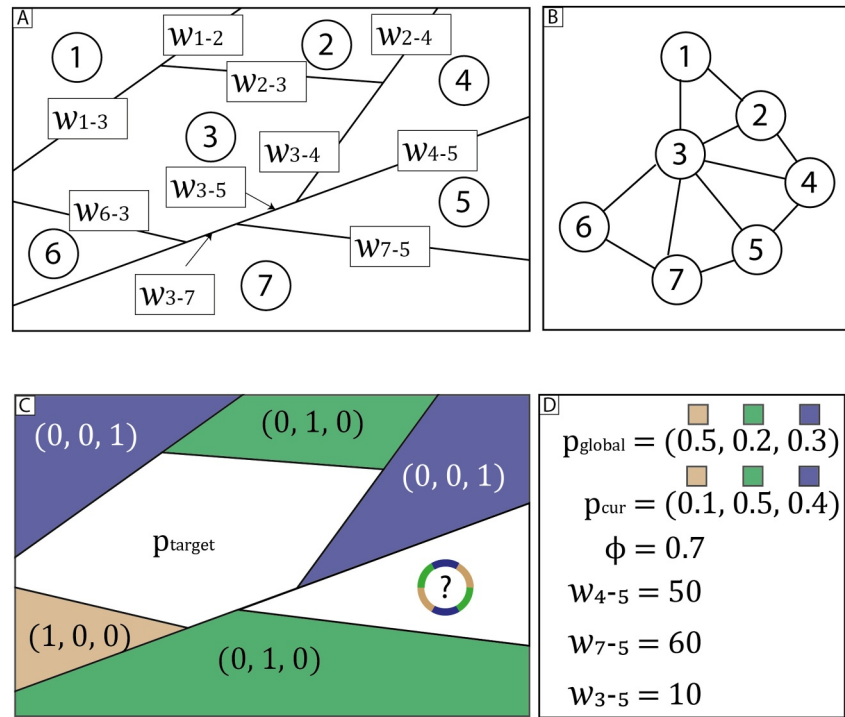 A
1
w1-2
2
w2-4
4
w2-3
w1-3
3
w3-4
w4-5
w3-5
5
w6-3
6
w7-5
w3-7
7
B
1
2
3
4
6
5
7
C
(0, 0, 1)
(0, 1, 0)
(0, 0, 1)
ptarget
?
(1, 0, 0)
(0, 1, 0)
D
pglobal = (0.5, 0.2, 0.3)
pcur = (0.1, 0.5, 0.4)
ϕ = 0.7
w4-5 = 50
w7-5 = 60
w3-5 = 10